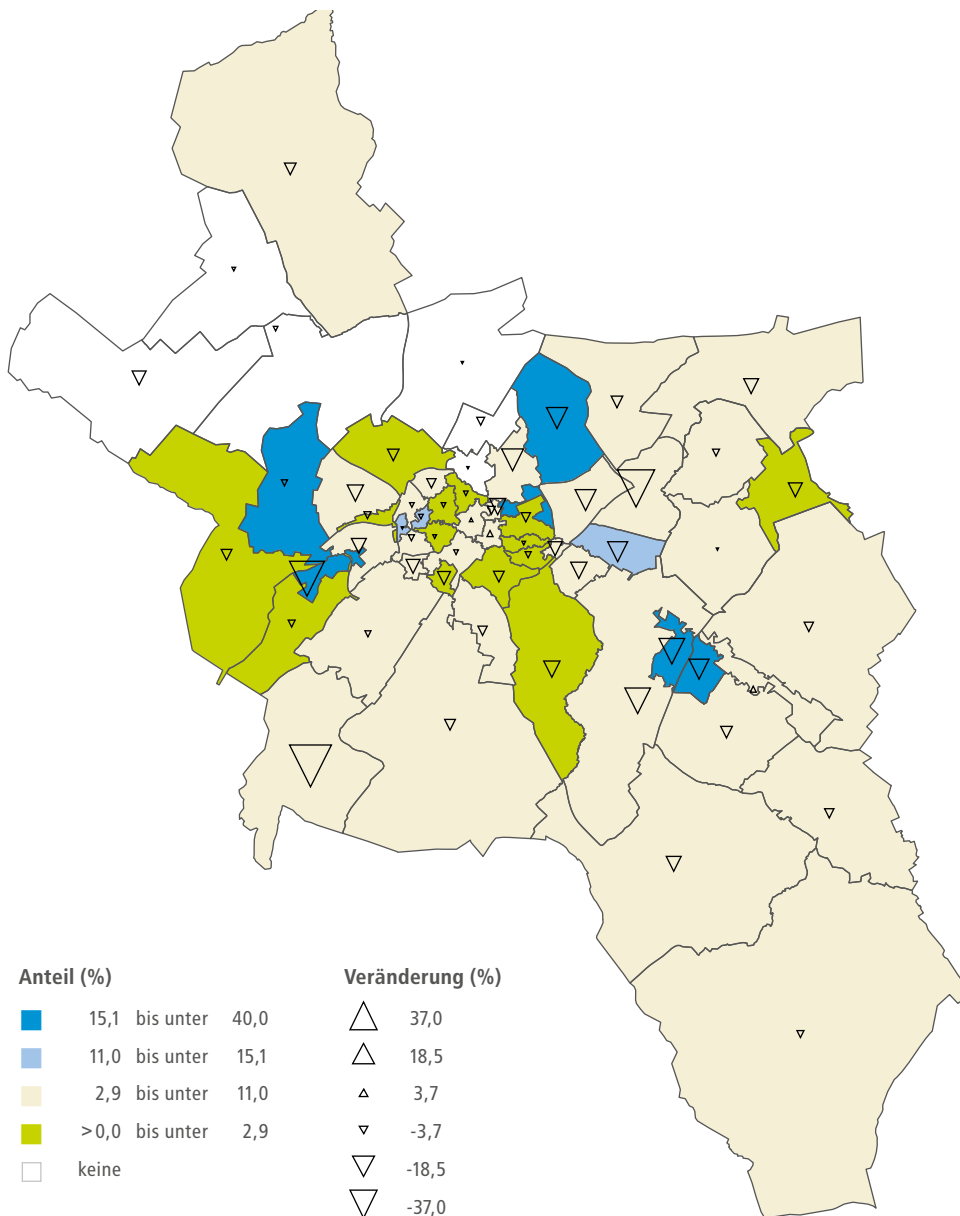 Anteil (%)
15,1 bis unter 40,0
11,0 bis unter 15,1
2,9 bis unter 11,0
>0,0 bis unter 2,9
keine
Veränderung (%)
37,0
18,5
3,7
-3,7
-18,5
-37,0